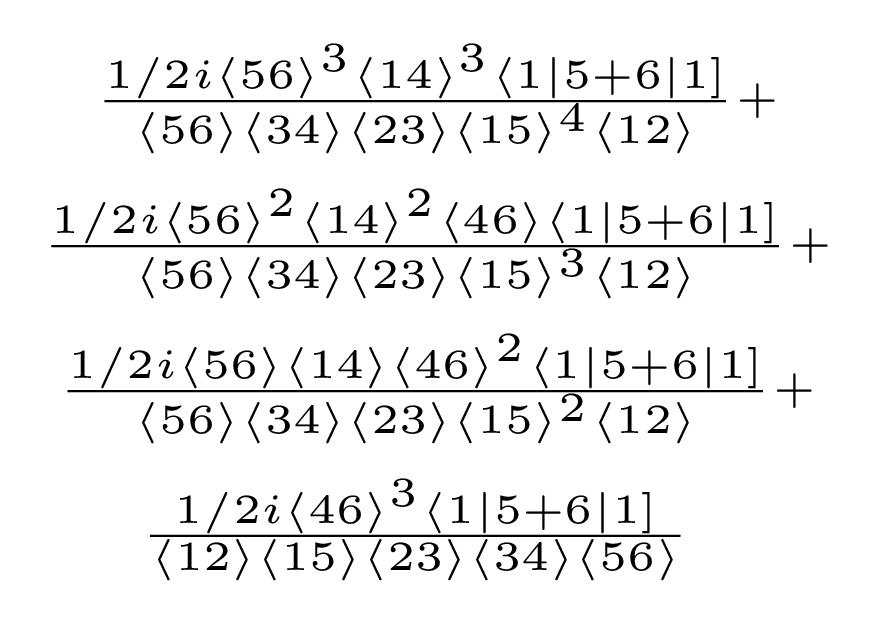 1/2i⟨56⟩^3⟨14⟩^3⟨1|5+6|1]
⟨56⟩⟨34⟩⟨23⟩⟨15⟩^4⟨12⟩ +
1/2i⟨56⟩^2⟨14⟩^2⟨46⟩⟨1|5+6|1]
⟨56⟩⟨34⟩⟨23⟩⟨15⟩^3⟨12⟩ +
1/2i⟨56⟩⟨14⟩⟨46⟩^2⟨1|5+6|1]
⟨56⟩⟨34⟩⟨23⟩⟨15⟩^2⟨12⟩ +
1/2i⟨46⟩^3⟨1|5+6|1]
⟨12⟩⟨15⟩⟨23⟩⟨34⟩⟨56⟩